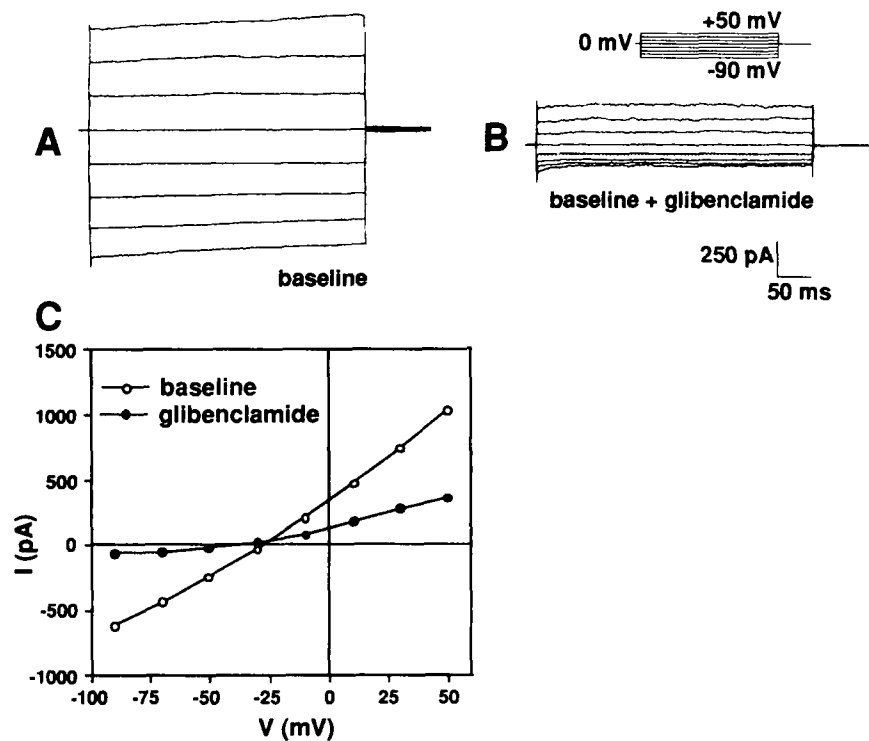 A
baseline
B
+50 mV
0 mV
-90 mV
baseline + glibenclamide
250 pA
50 ms
C
1500
1000
500
0
-500
-1000
I (pA)
baseline
glibenclamide
-100 -75 -50 -25 0 25 50
V (mV)